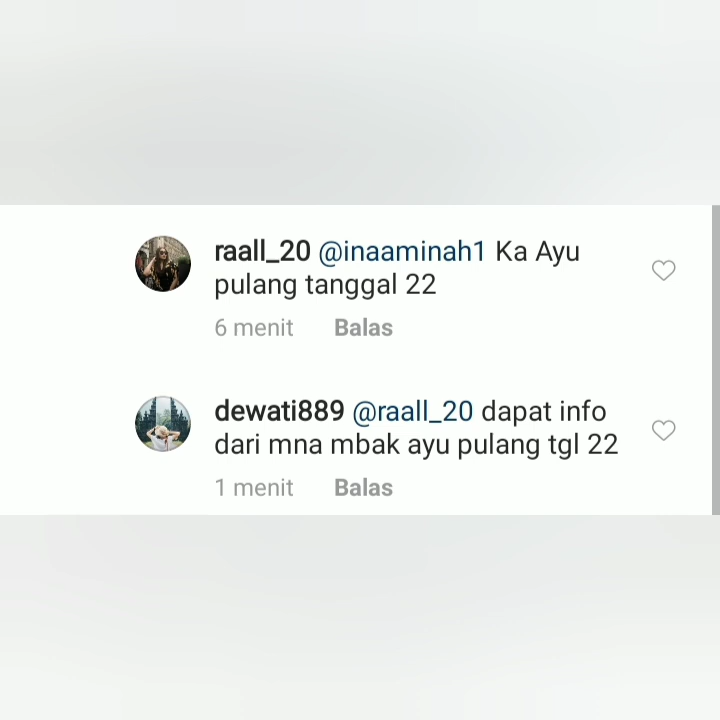 raall_20 @inaaminah1 Ka Ayu
pulang tanggal 22
6 menit Balas
dewati889 @raall_20 dapat info
dari mna mbak ayu pulang tgl 22
1 menit Balas